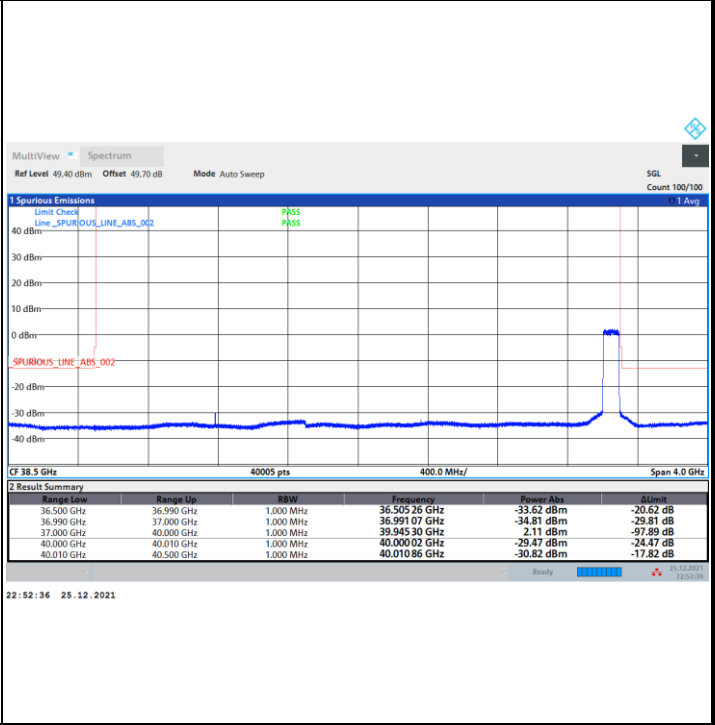 MultiView Spectrum
Ref Level 49.40 dBm Offset 49.70 dB Mode Auto Sweep SGL
Count 100/100
1 Spurious Emissions 1 Avg
Limit Check PASS
Line _SPURIOUS_LINE_ABS_002 PASS
40 dBm
30 dBm
20 dBm
10 dBm
0 dBm
_SPURIOUS_LINE_ABS_002
-20 dBm
-30 dBm
-40 dBm
CF 38.5 GHz 40005 pts 400.0 MHz/ Span 4.0 GHz
2 Result Summary
Range Low Range Up RBW Frequency Power Abs ΔLimit
36.500 GHz 36.990 GHz 1.000 MHz 36.505 26 GHz -33.62 dBm -20.62 dB
36.990 GHz 37.000 GHz 1.000 MHz 36.991 07 GHz -34.81 dBm -29.81 dB
37.000 GHz 40.000 GHz 1.000 MHz 39.945 30 GHz 2.11 dBm -97.89 dB
40.000 GHz 40.010 GHz 1.000 MHz 40.000 02 GHz -29.47 dBm -24.47 dB
40.010 GHz 40.500 GHz 1.000 MHz 40.010 86 GHz -30.82 dBm -17.82 dB
Ready 25.12.2021
22:52:36
22:52:36 25.12.2021